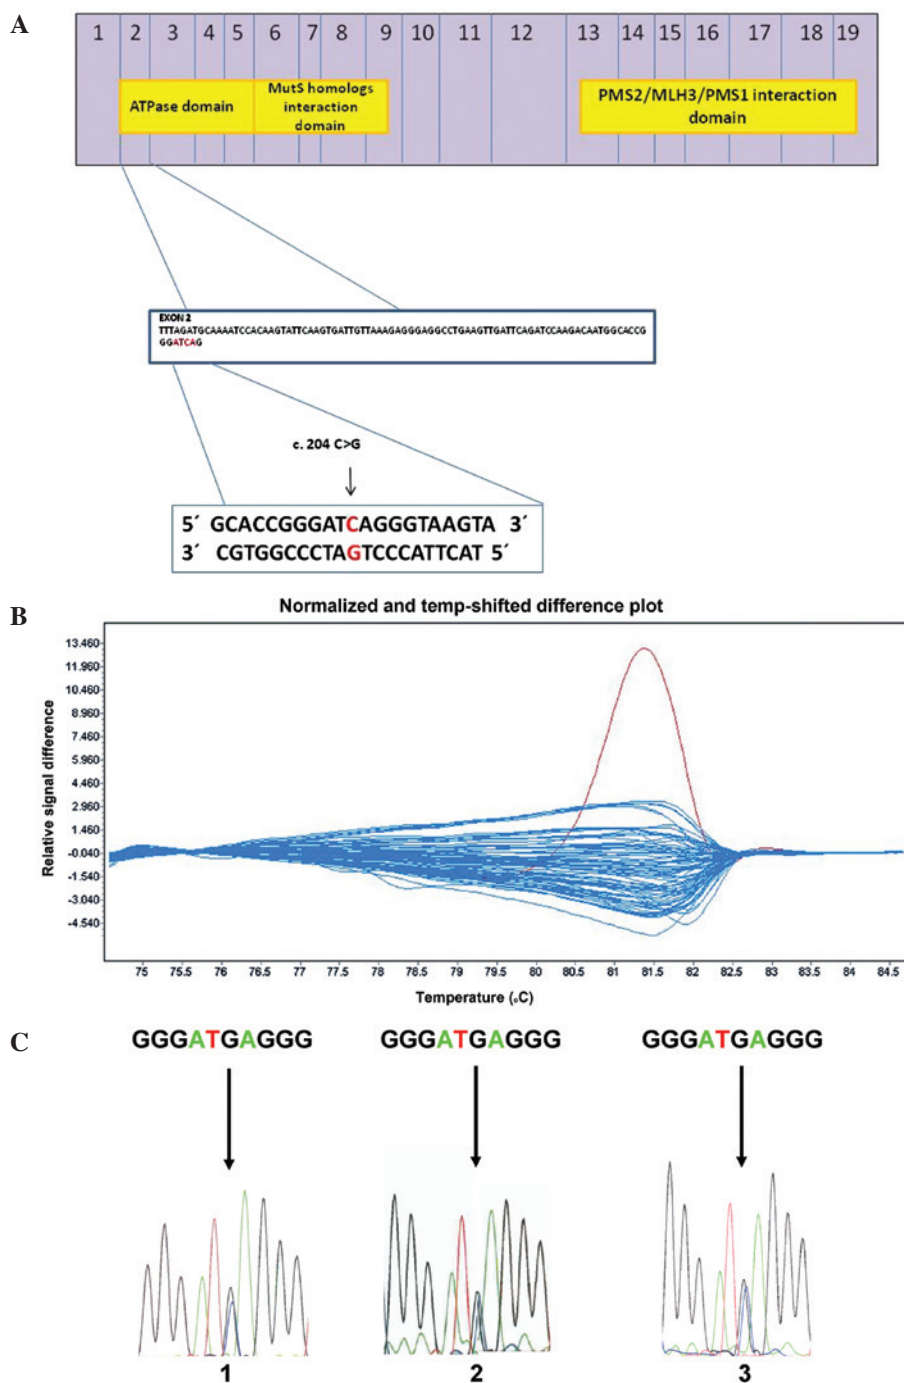 A
1 2 3 4 5 6 7 8 9 10 11 12 13 14 15 16 17 18 19
ATPase domain
MutS homologs
interaction
domain
PMS2/MLH3/PMS1 interaction
domain
EXON 2
TTTAGATGCAAAATCCACAAGTATTCAAGTGATTGTTAAAGAGGGAGGCCTGAAGTTGATTCAGATCCAAGACAATGGCACCG
GGATCAG
c. 204 C>G
5´ GCACCGGGATCAGGGTAAGTA 3´
3´ CGTGGCCCTAGTCCCATTCAT 5´
B
Normalized and temp-shifted difference plot
Relative signal difference
13.460
11.960
10.460
8.960
7.460
5.960
4.460
2.960
1.460
-0.040
-1.540
-3.040
-4.540
75 75.5 76 76.5 77 77.5 78 78.5 79 79.5 80 80.5 81 81.5 82 82.5 83 83.5 84 84.5
Temperature (°C)
C
GGGATGAGGG GGGATGAGGG GGGATGAGGG
1 2 3